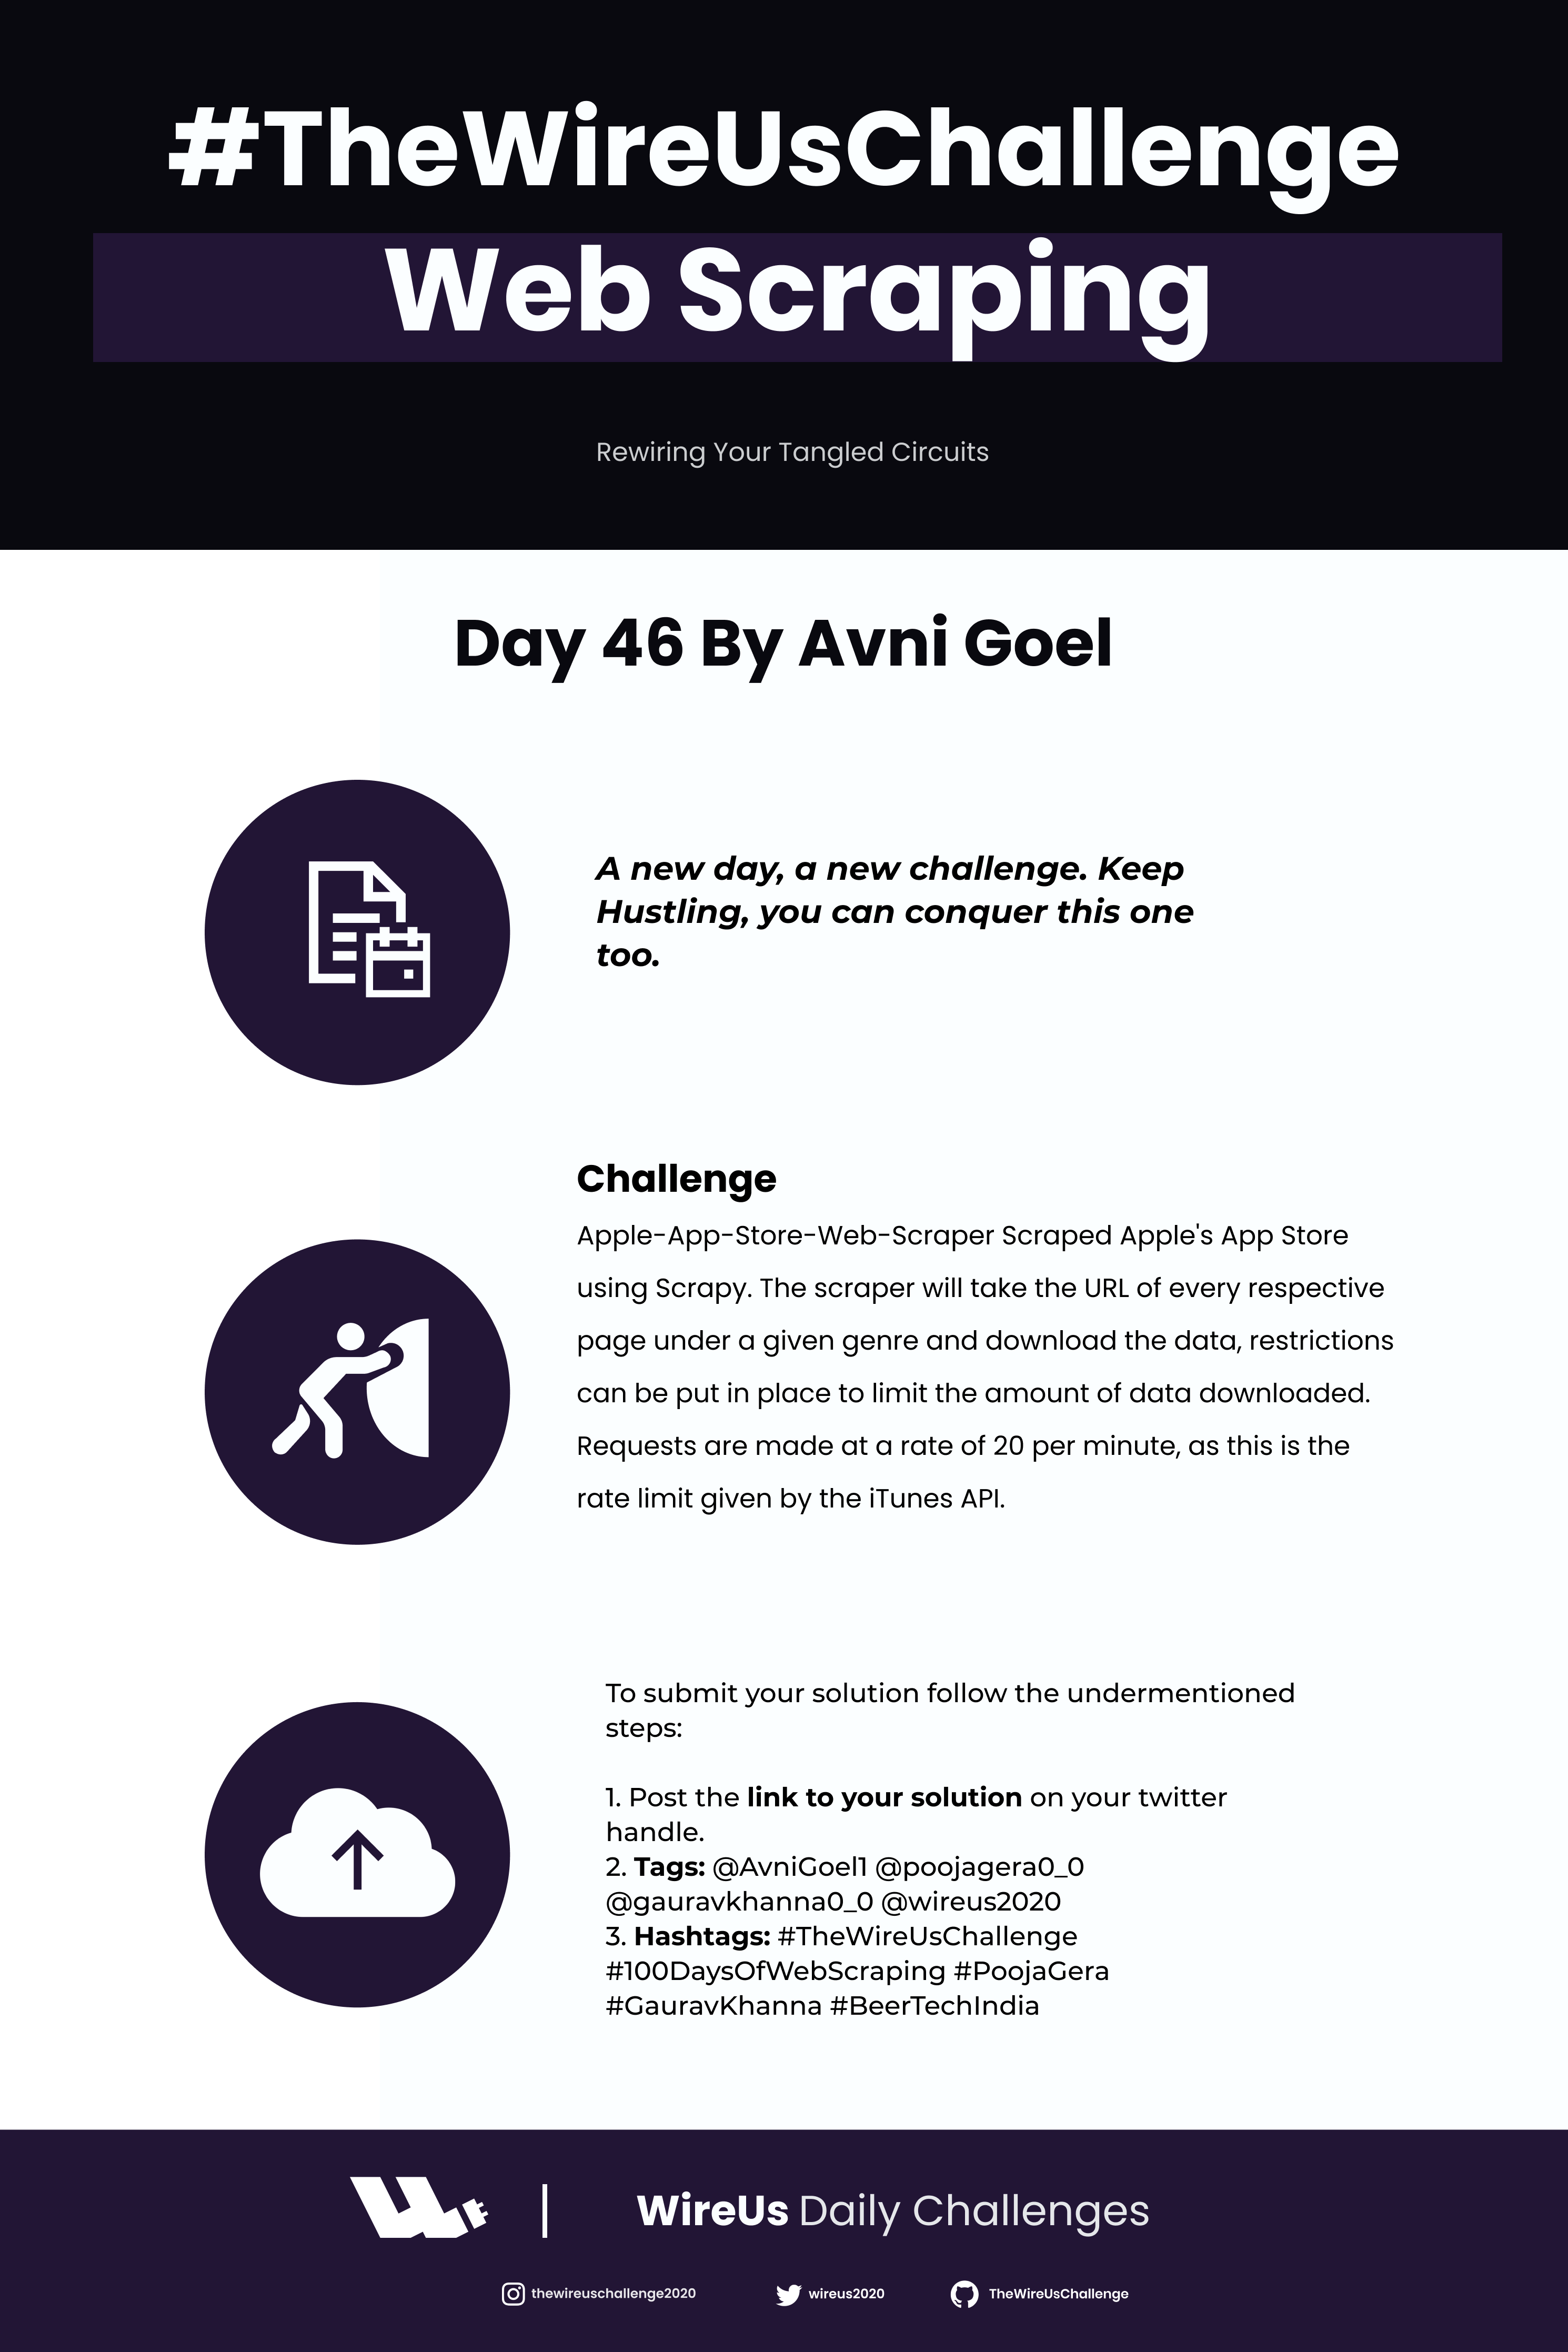 #TheWireUsChallenge
Web Scraping
Rewiring Your Tangled Circuits
Day 46 By Avni Goel
A new day, a new challenge. Keep
Hustling, you can conquer this one
too.
Challenge
Apple-App-Store-Web-Scraper Scraped Apple's App Store
using Scrapy. The scraper will take the URL of every respective
page under a given genre and download the data, restrictions
can be put in place to limit the amount of data downloaded.
Requests are made at a rate of 20 per minute, as this is the
rate limit given by the iTunes API.
To submit your solution follow the undermentioned
steps:
1. Post the link to your solution on your twitter
handle.
2. Tags: @AvniGoel1 @poojagera0_0
@gauravkhanna0_0 @wireus2020
3. Hashtags: #TheWireUsChallenge
#100DaysOfWebScraping #PoojaGera
#GauravKhanna #BeerTechIndia
WireUs Daily Challenges
thewireuschallenge2020 wireus2020 TheWireUsChallenge